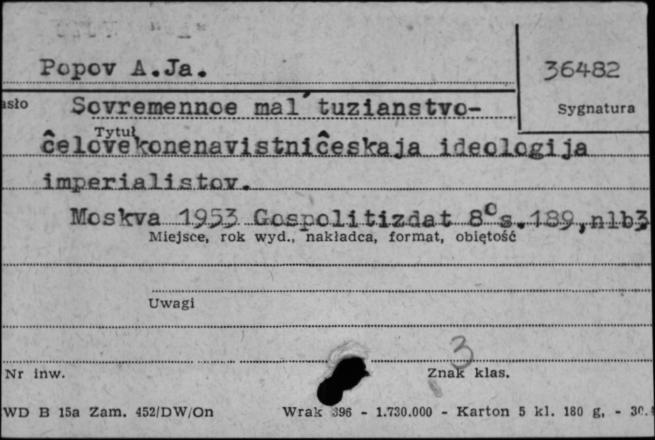 Popov A.Ja.
36482
asło
Sovremennoe mal'tuzianstvo-
Sygnatura
Tytuł
čelovekonenavistničeskaja ideologija
imperialistov.
Moskva 1953 Gospolitizdat 8° s. 189, nlb3
Miejsce, rok wyd., nakładca, format, objętość
Uwagi
3
Nr inw.
Znak klas.
WD B 15a Zam. 452/DW/On
Wrak 396 - 1.730.000 - Karton 5 kl. 180 g, - 30.